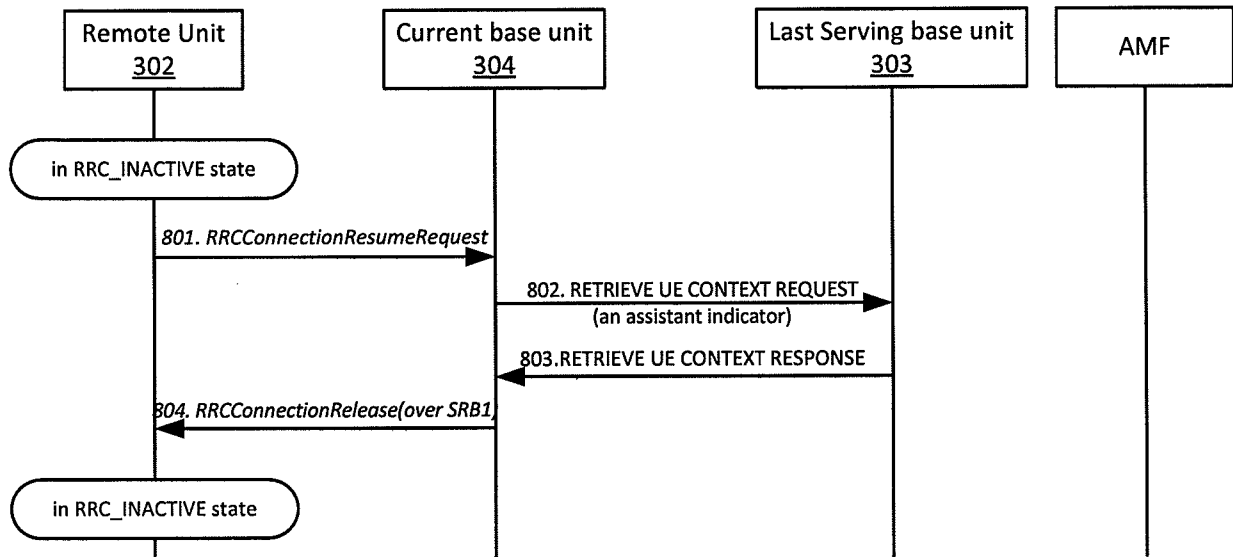 Remote Unit
302
Current base unit
304
Last Serving base unit
303
AMF
in RRC_INACTIVE state
801. RRCConnectionResumeRequest
802. RETRIEVE UE CONTEXT REQUEST
(an assistant indicator)
803.RETRIEVE UE CONTEXT RESPONSE
804. RRCConnectionRelease(over SRB1)
in RRC_INACTIVE state